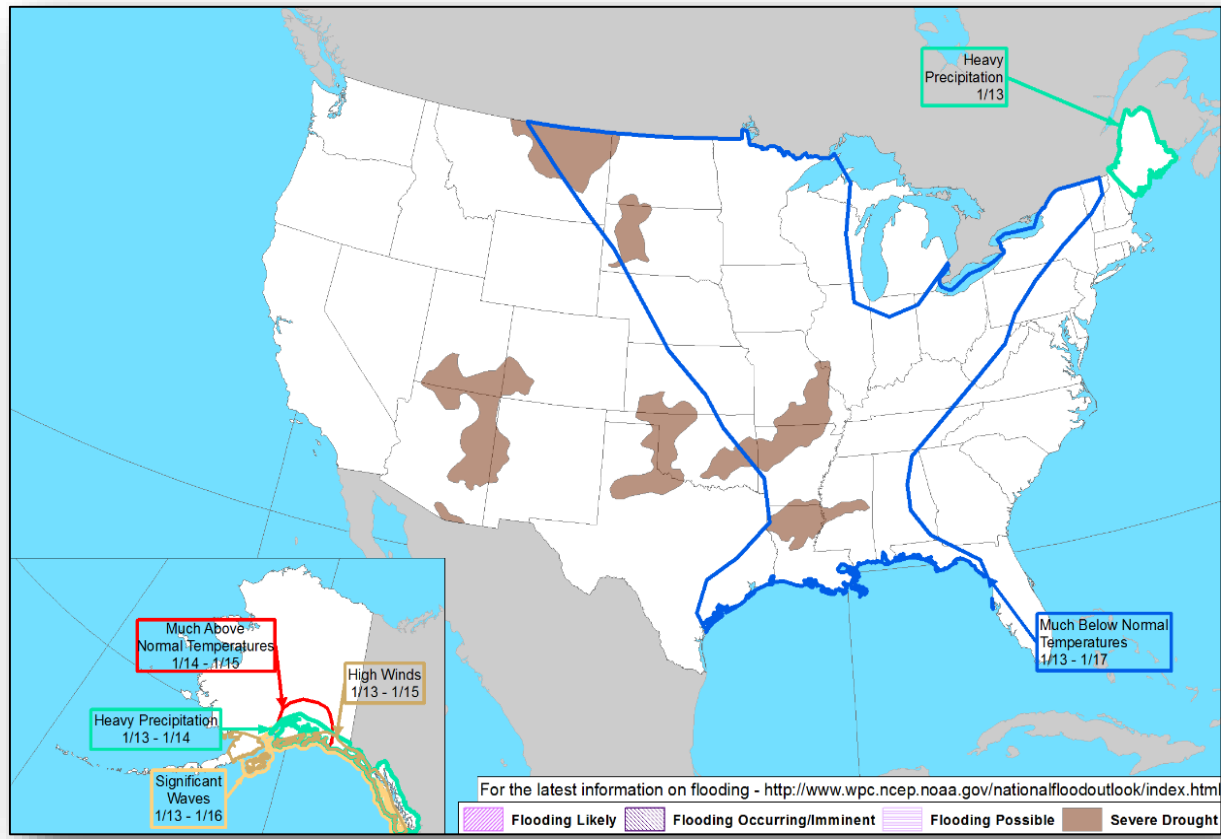 Heavy
Precipitation
1/13
Much Below Normal
Temperatures
1/13 - 1/17
Much Above
Normal Temperatures
1/14 - 1/15
High Winds
1/13 - 1/15
Heavy Precipitation
1/13 - 1/14
Significant
Waves
1/13 - 1/16
For the latest information on flooding - http://www.wpc.ncep.noaa.gov/nationalfloodoutlook/index.html
Flooding Likely Flooding Occurring/Imminent Flooding Possible Severe Drought